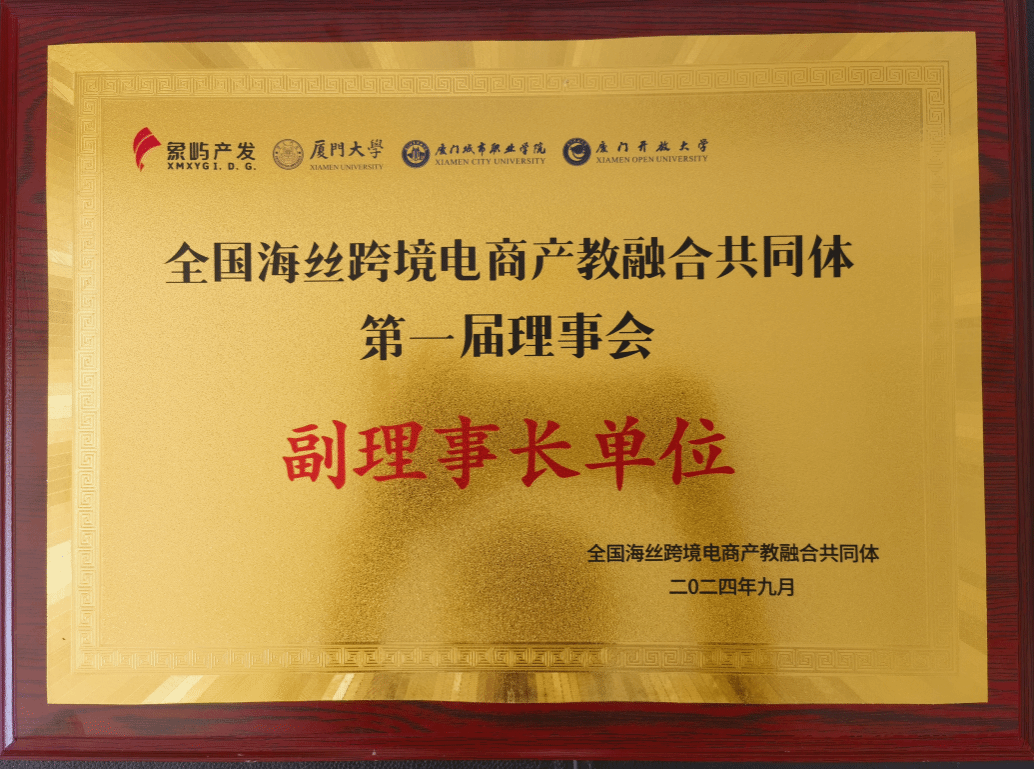 象屿产发 厦門大學 厦门城市职业学院 厦门开放大学
XMXYG I. D. G. XIAMEN UNIVERSITY XIAMEN CITY UNIVERSITY XIAMEN OPEN UNIVERSITY
全国海丝跨境电商产教融合共同体
第一届理事会
副理事长单位
全国海丝跨境电商产教融合共同体
二0二四年九月